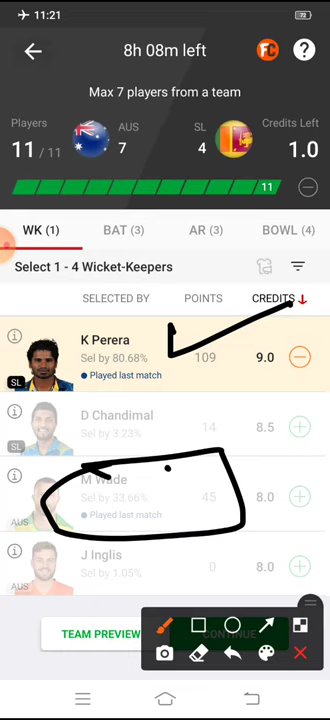 11:21
72
8h 08m left
FC
?
Max 7 players from a team
Players
AUS
SL
Credits Left
11 / 11
7
4
1.0
11
WK (1)
BAT (3)
AR (3)
BOWL (4)
Select 1 - 4 Wicket-Keepers
SELECTED BY
POINTS
CREDITS
K Perera
Sel by 80.68%
109
9.0
Played last match
SL
D Chandimal
Sel by 3.23%
14
8.5
SL
M Wade
Sel by 33.66%
45
8.0
Played last match
AUS
J Inglis
Sel by 1.05%
0
8.0
AUS
TEAM PREVIEW
CONTINUE